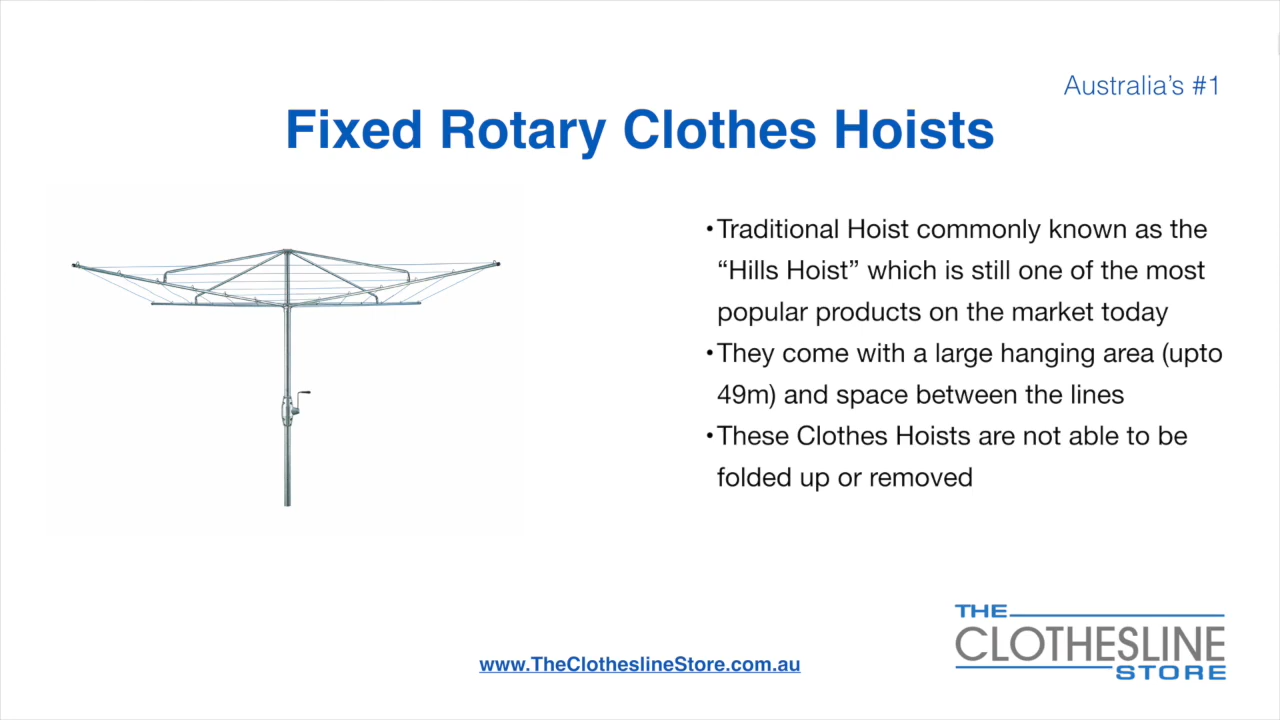 Australia's #1
Fixed Rotary Clothes Hoists
•Traditional Hoist commonly known as the
“Hills Hoist” which is still one of the most
popular products on the market today
•They come with a large hanging area (upto
49m) and space between the lines
•These Clothes Hoists are not able to be
folded up or removed
THE
CLOTHESLINE
STORE
www.TheClotheslineStore.com.au